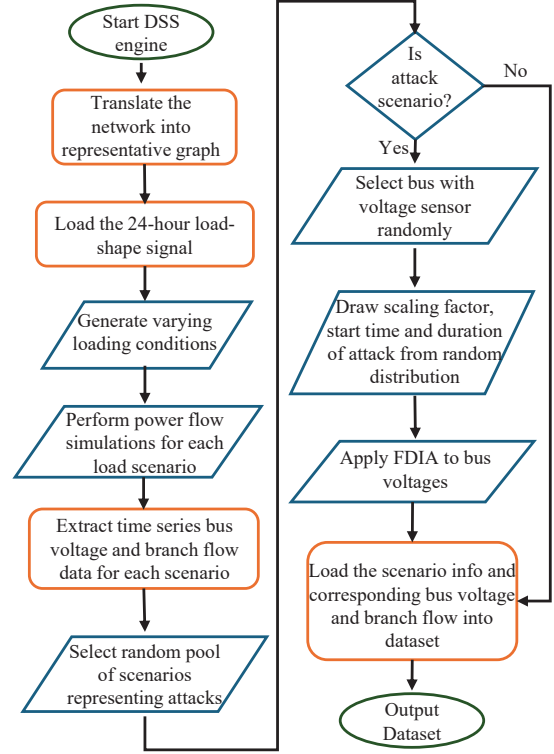 Start DSS
engine
Translate the
network into
representative graph
Load the 24-hour load-
shape signal
Generate varying
loading conditions
Perform power flow
simulations for each
load scenario
Extract time series bus
voltage and branch flow
data for each scenario
Select random pool
of scenarios
representing attacks
Is
attack
scenario?
No
Yes
Select bus with
voltage sensor
randomly
Draw scaling factor,
start time and duration
of attack from random
distribution
Apply FDIA to bus
voltages
Load the scenario info and
corresponding bus voltage
and branch flow into
dataset
Output
Dataset